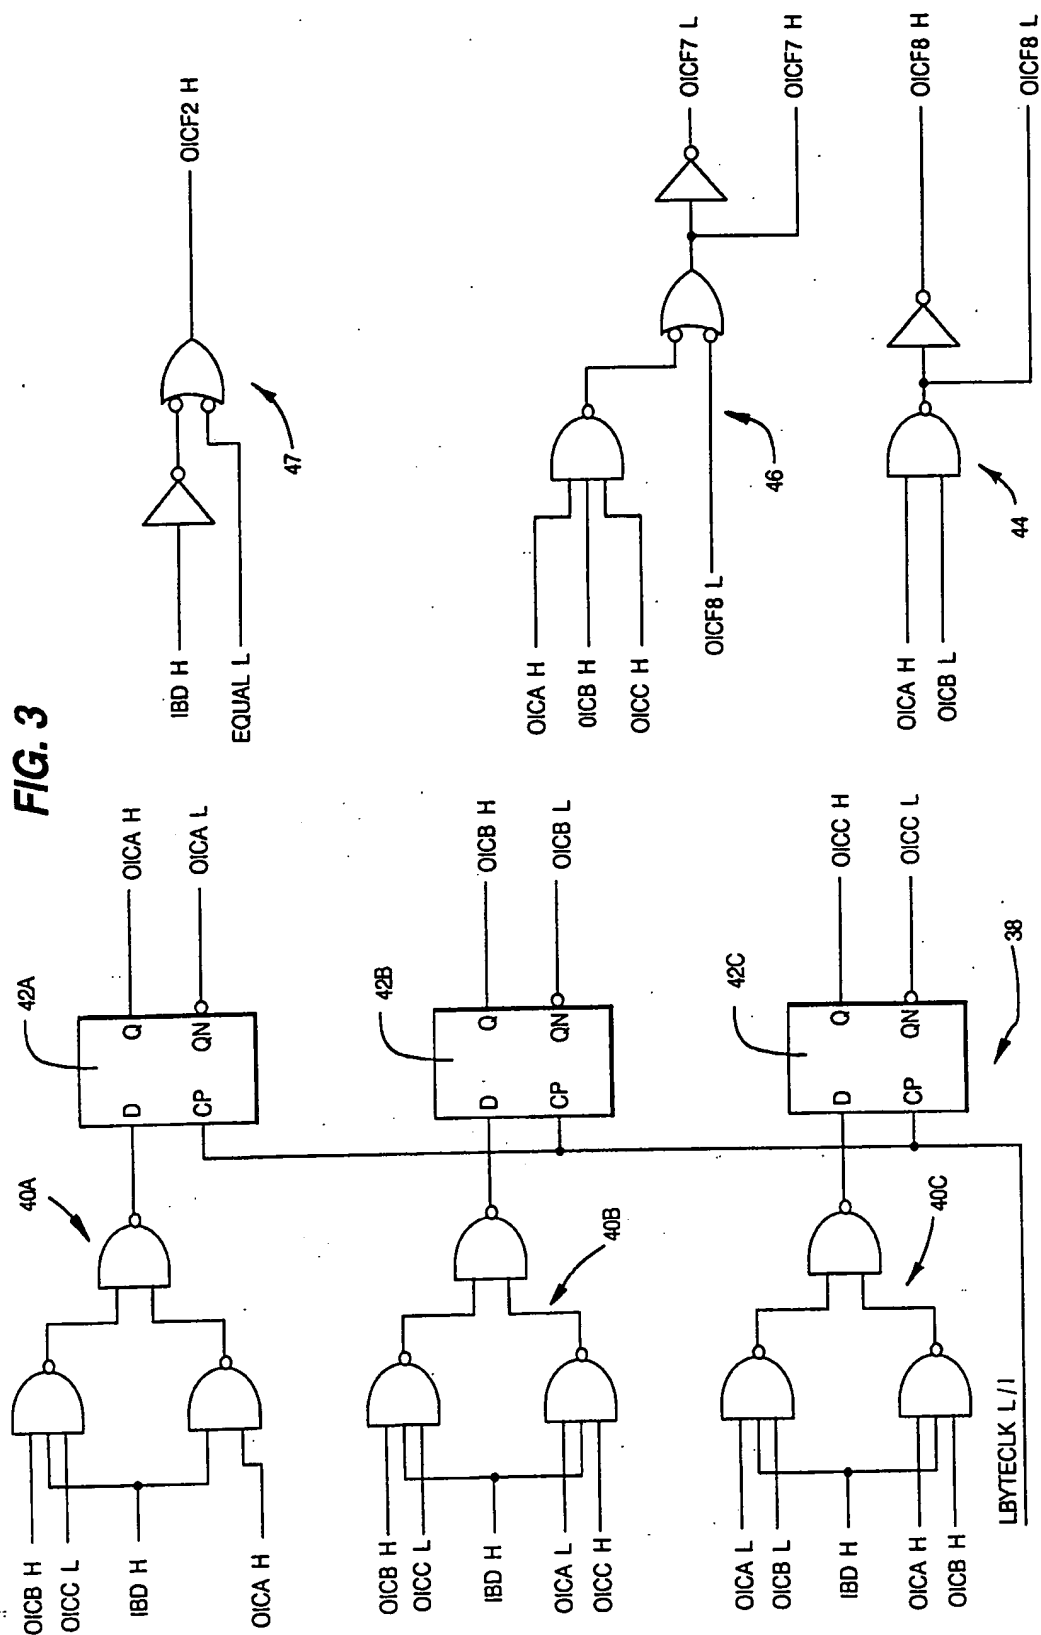 FIG. 3
OICB H
OICC L
IBD H
OICA H
40A
42A
D
Q
CP
QN
OICA H
OICA L
OICB H
OICC L
IBD H
OICA L
OICC H
40B
42B
D
Q
CP
QN
OICB H
OICB L
OICA L
OICB L
IBD H
OICA H
OICB H
40C
42C
D
Q
CP
QN
OICC H
OICC L
LBYTECLK L/I
38
IBD H
EQUAL L
47
OICF2 H
OICA H
OICB H
OICC H
OICF8 L
46
OICF7 L
OICF7 H
OICA H
OICB L
44
OICF8 H
OICF8 L